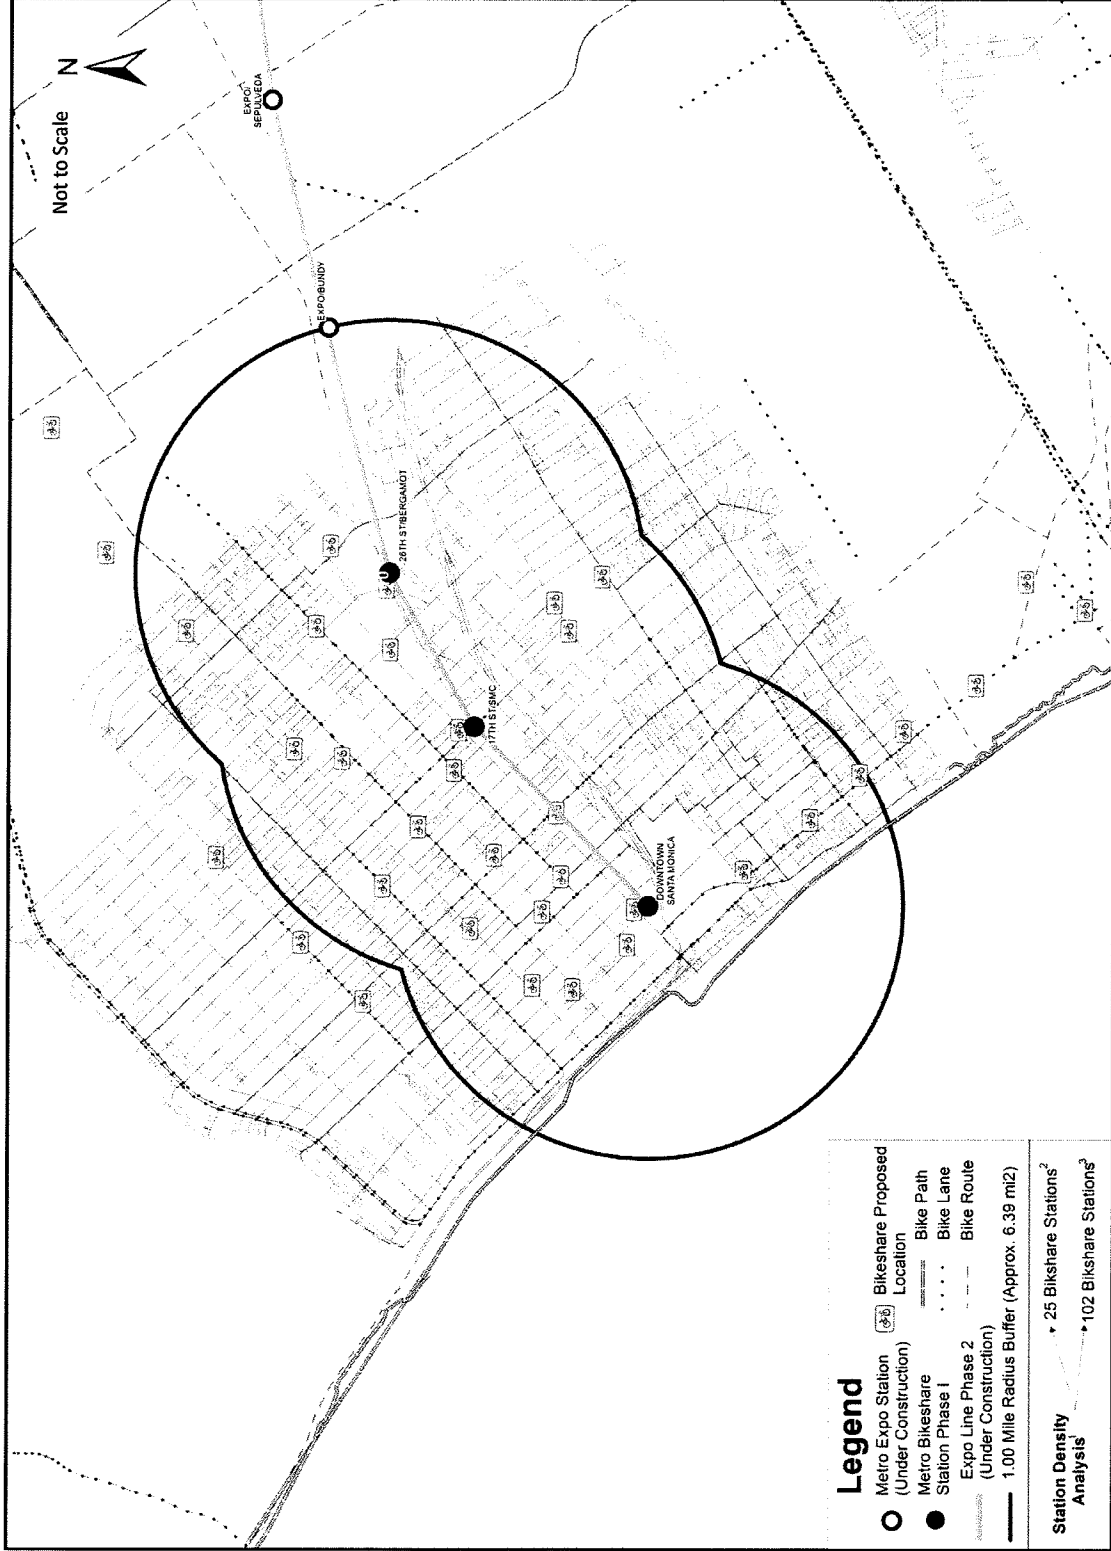 N
Not to Scale
EXPO/
SEPULVEDA
EXPO/BUNDY
26TH ST/BERGAMOT
17TH ST/SMC
DOWNTOWN
SANTA MONICA
Legend
Metro Expo Station
(Under Construction)
Metro Bikeshare
Station Phase I
Expo Line Phase 2
(Under Construction)
Bikeshare Proposed
Location
Bike Path
Bike Lane
Bike Route
1.00 Mile Radius Buffer (Approx. 6.39 mi2)
Station Density
Analysis1
25 Bikshare Stations2
102 Bikshare Stations3